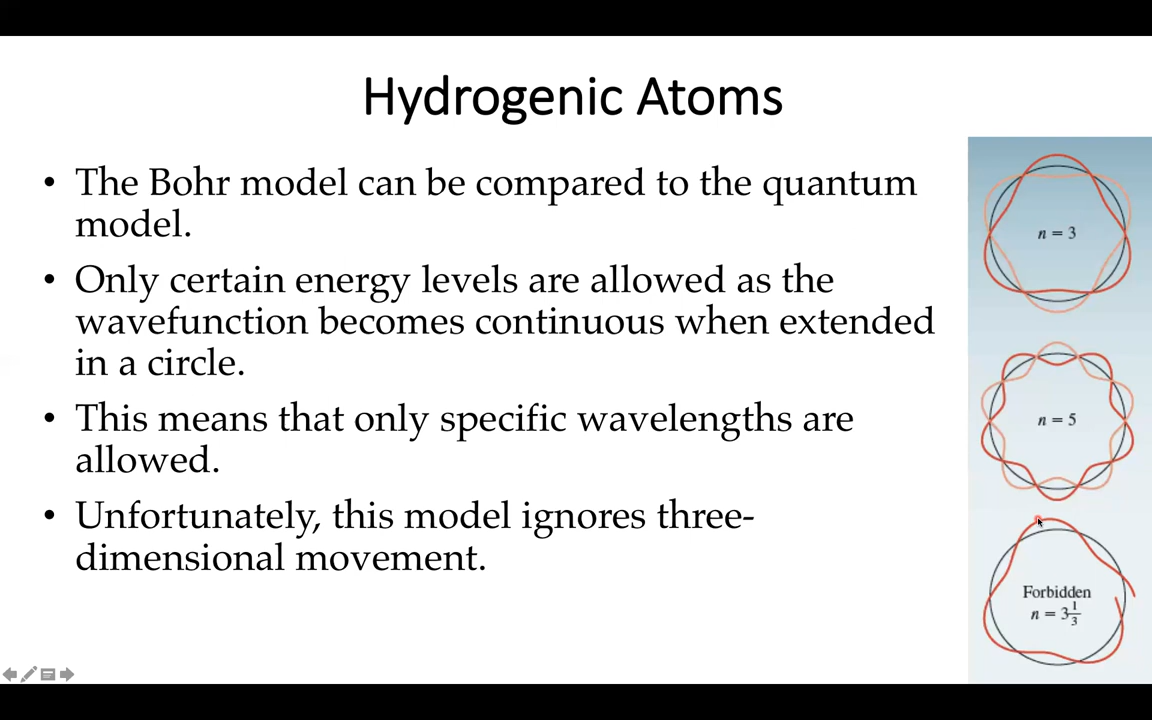 Hydrogenic Atoms
• The Bohr model can be compared to the quantum
model.
• Only certain energy levels are allowed as the
wavefunction becomes continuous when extended
in a circle.
• This means that only specific wavelengths are
allowed.
• Unfortunately, this model ignores three-
dimensional movement.
n = 3
n = 5
Forbidden
n = 3 1/3